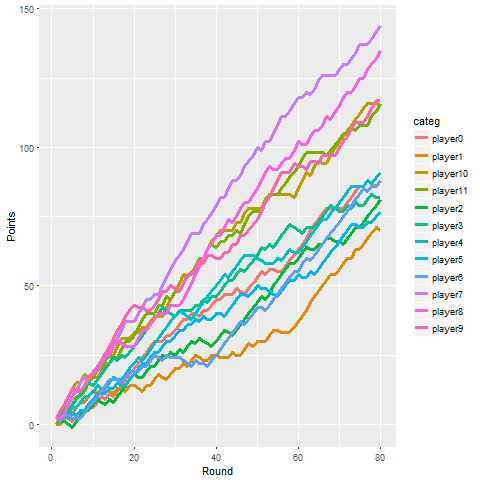 150
100
50
0
Points
0
20
40
60
80
Round
categ
player0
player1
player10
player11
player2
player3
player4
player5
player6
player7
player8
player9